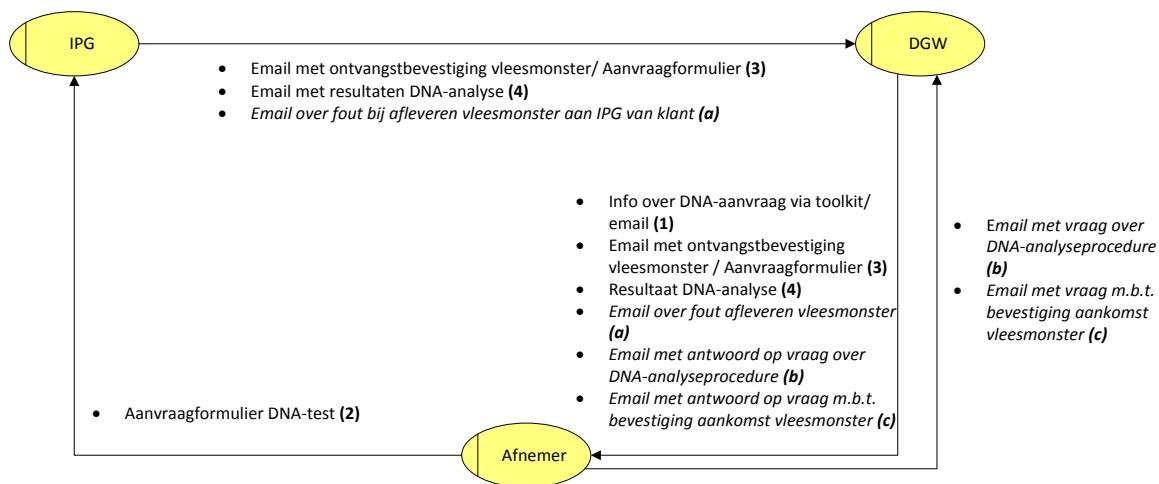 IPG
DGW
• Email met ontvangstbevestiging vleesmonster/ Aanvraagformulier (3)
• Email met resultaten DNA-analyse (4)
• Email over fout bij afleveren vleesmonster aan IPG van klant (a)
• Info over DNA-aanvraag via toolkit/
email (1)
• Email met ontvangstbevestiging
vleesmonster / Aanvraagformulier (3)
• Resultaat DNA-analyse (4)
• Email over fout afleveren vleesmonster
(a)
• Email met antwoord op vraag over
DNA-analyseprocedure (b)
• Email met antwoord op vraag m.b.t.
bevestiging aankomst vleesmonster (c)
• Email met vraag over
DNA-analyseprocedure
(b)
• Email met vraag m.b.t.
bevestiging aankomst
vleesmonster (c)
• Aanvraagformulier DNA-test (2)
Afnemer